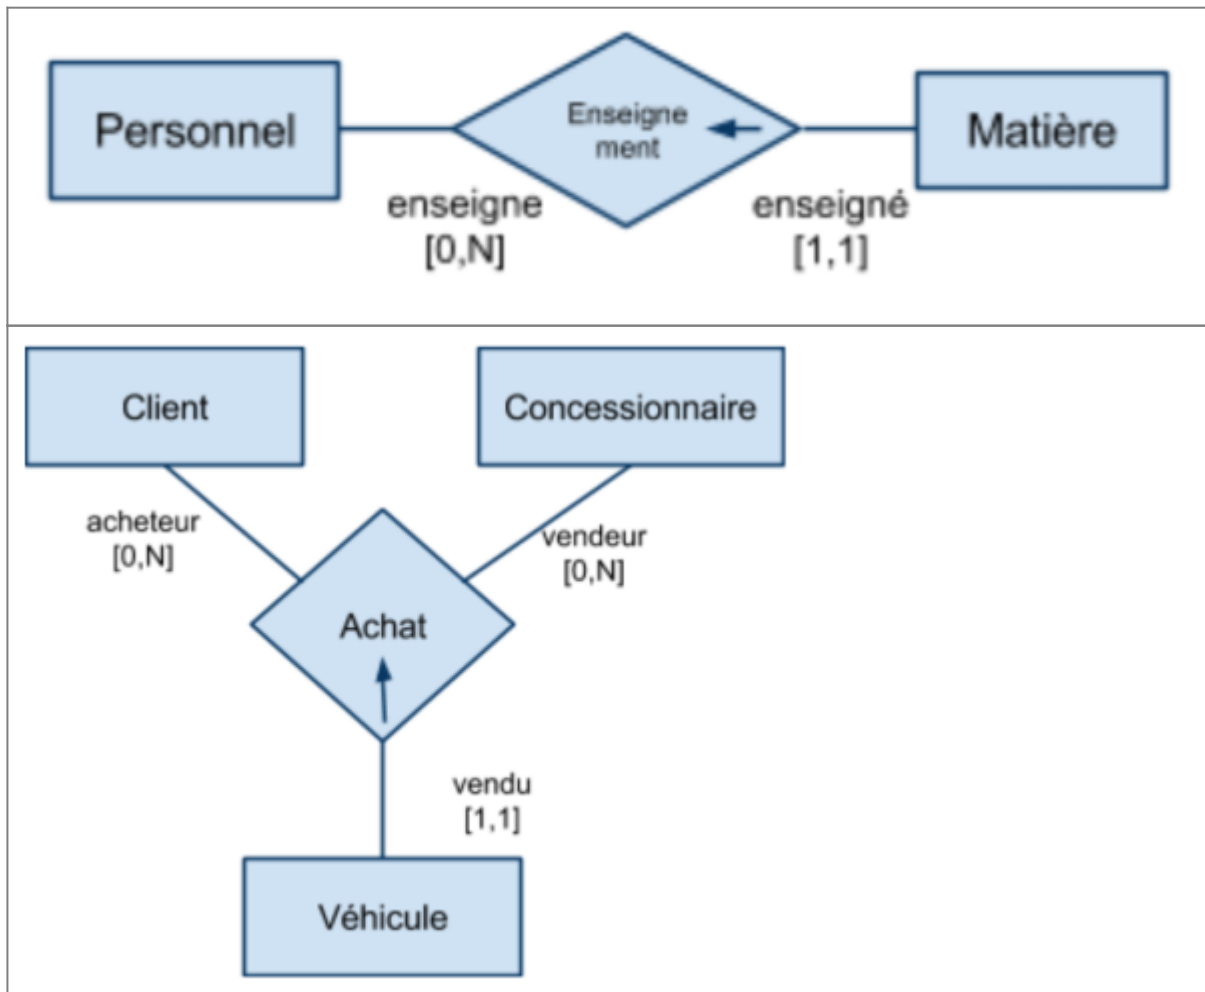 Personnel
Enseigne
ment
Matière
enseigne
[0,N]
enseigné
[1,1]
Client
Concessionnaire
acheteur
[0,N]
vendeur
[0,N]
Achat
vendu
[1,1]
Véhicule